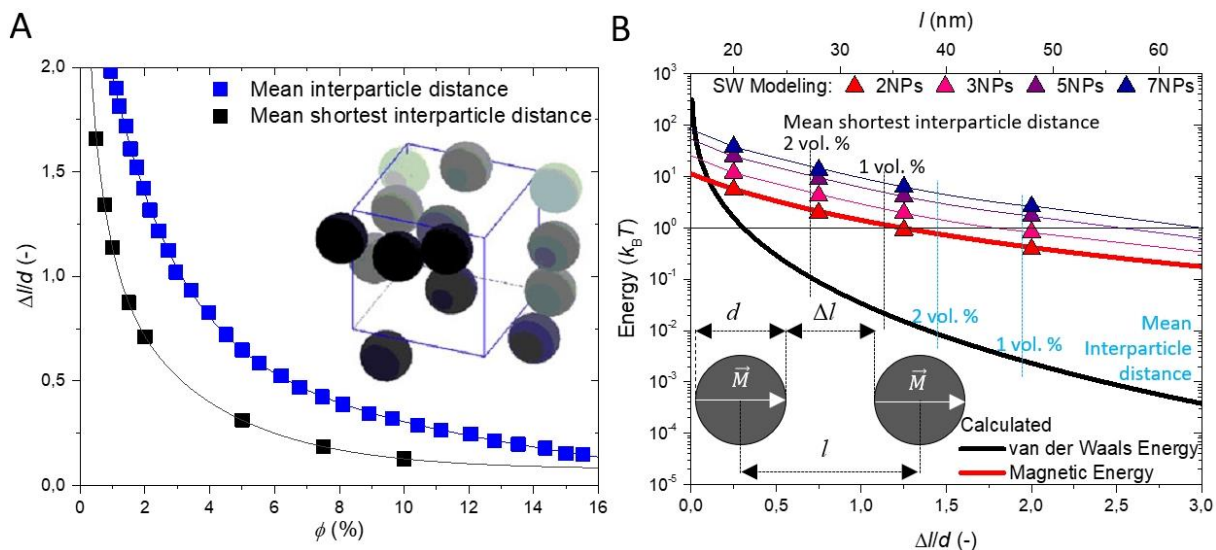 A
2,0
1,5
1,0
0,5
0,0
Δl/d (-)
0 2 4 6 8 10 12 14 16
ϕ (%)
Mean interparticle distance
Mean shortest interparticle distance
B
l (nm)
20 30 40 50 60
10³
10²
10¹
10⁰
10⁻¹
10⁻²
10⁻³
10⁻⁴
10⁻⁵
Energy (k_BT)
SW Modeling: 2NPs 3NPs 5NPs 7NPs
Mean shortest interparticle distance
2 vol. %
1 vol. %
2 vol. %
1 vol. %
Mean
Interparticle
distance
d Δl
M M
l
Calculated
van der Waals Energy
Magnetic Energy
0,0 0,5 1,0 1,5 2,0 2,5 3,0
Δl/d (-)